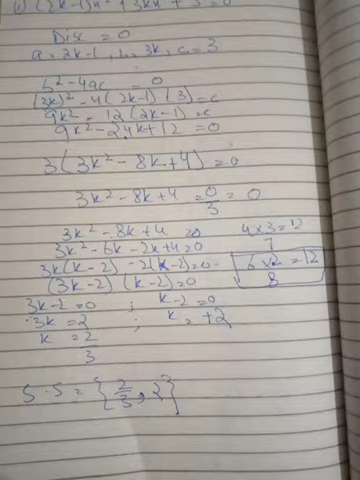 (2k-1)x² + 3kx + 3 = 0
Disc = 0
a = 2k-1, b = 3k, c = 3
b² - 4ac = 0
(3k)² - 4(2k-1)(3) = c
9k² - 12(2k-1) = c
9k² - 24k + 12 = 0
3(3k² - 8k + 4) = 0
3k² - 8k + 4 = 0/3 = 0
3k² - 8k + 4 = 0 4 x 3 = 12
3k² - 6k - 2k + 4 = 0 7
3k(k-2) - 2(k-2) = 0 6 x 2 = 12
(3k-2) (k-2) = 0 8
3k-2 = 0 ; k-2 = 0
3k = 2 ; k = +2
k = 2/3
S.S = {2/3, 2}